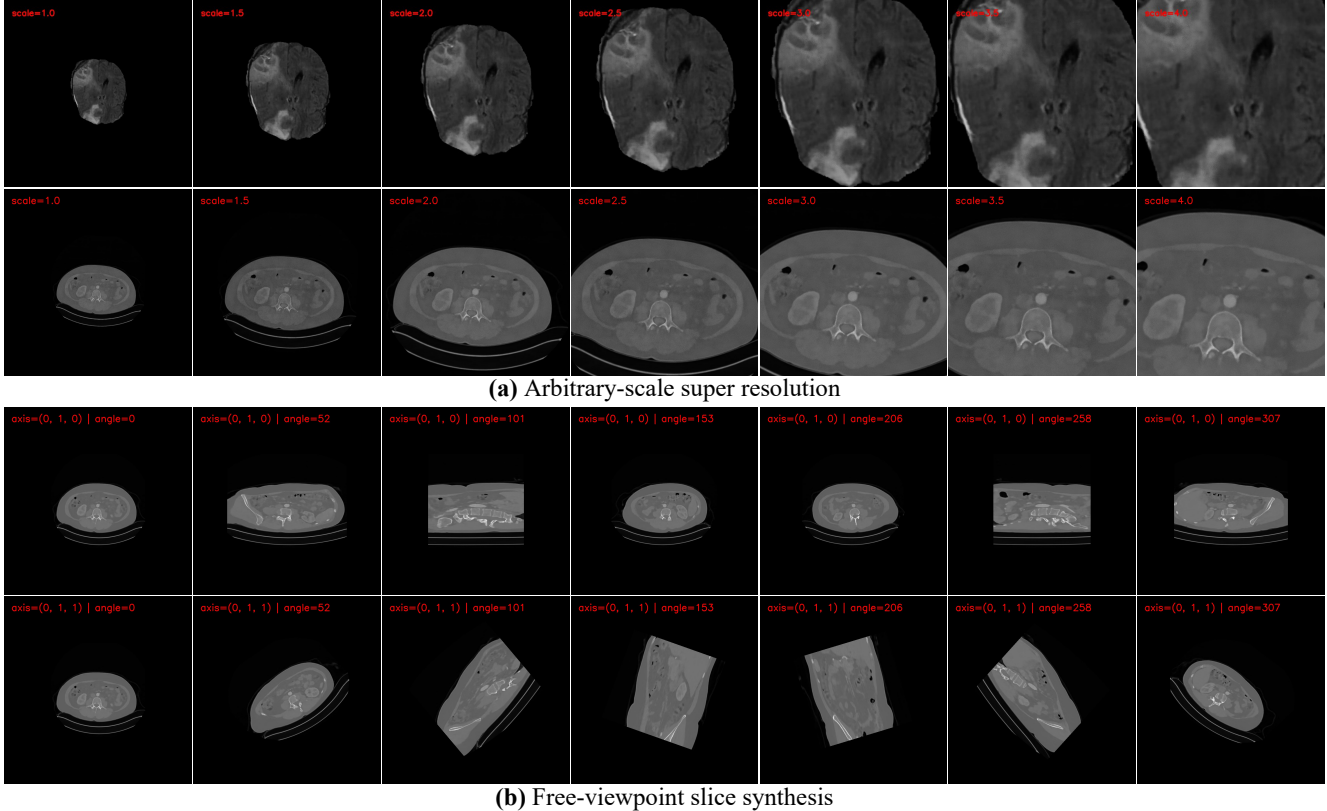 scale=1.0 scale=1.5 scale=2.0 scale=2.5 scale=3.0 scale=3.5 scale=4.0
scale=1.0 scale=1.5 scale=2.0 scale=2.5 scale=3.0 scale=3.5 scale=4.0
(a) Arbitrary-scale super resolution
axis=(0, 1, 0) | angle=0 axis=(0, 1, 0) | angle=52 axis=(0, 1, 0) | angle=101 axis=(0, 1, 0) | angle=153 axis=(0, 1, 0) | angle=206 axis=(0, 1, 0) | angle=258 axis=(0, 1, 0) | angle=307
axis=(0, 1, 1) | angle=0 axis=(0, 1, 1) | angle=52 axis=(0, 1, 1) | angle=101 axis=(0, 1, 1) | angle=153 axis=(0, 1, 1) | angle=206 axis=(0, 1, 1) | angle=258 axis=(0, 1, 1) | angle=307
(b) Free-viewpoint slice synthesis